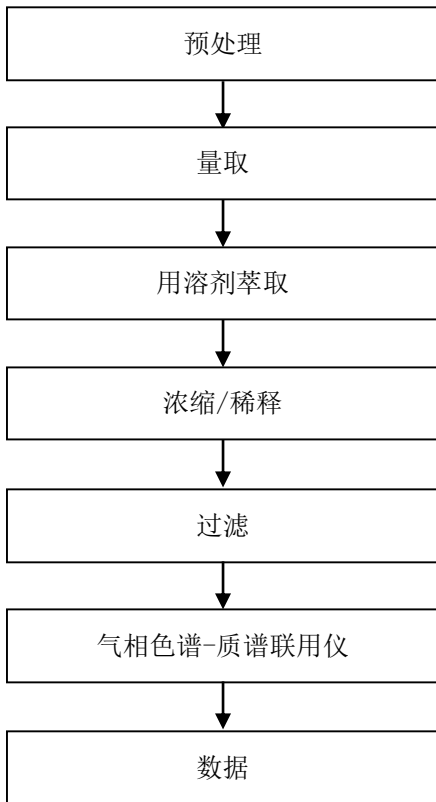 预处理
量取
用溶剂萃取
浓缩/稀释
过滤
气相色谱-质谱联用仪
数据